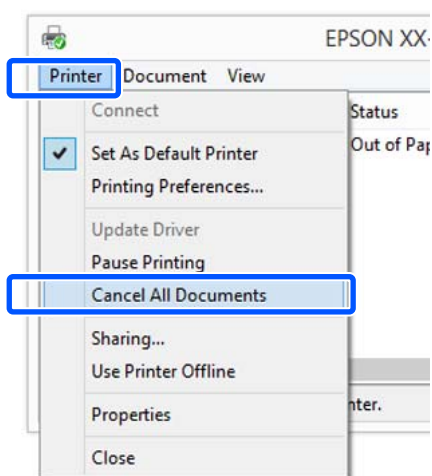 EPSON XX-
Printer Document View
Connect
Status
Set As Default Printer
Out of Pap
Printing Preferences...
Update Driver
Pause Printing
Cancel All Documents
Sharing...
Use Printer Offline
Properties
nter.
Close